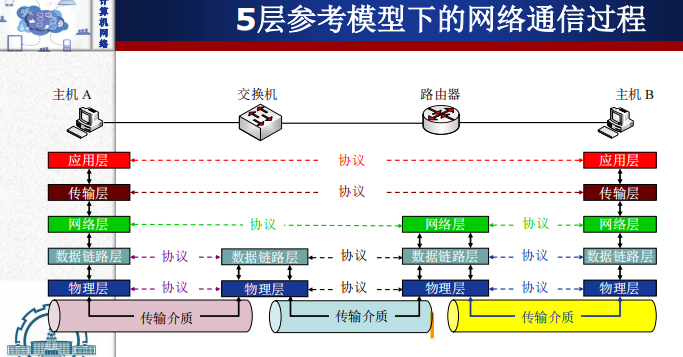 计算机网络
5层参考模型下的网络通信过程
主机 A
交换机
路由器
主机 B
应用层
协议
应用层
传输层
协议
传输层
网络层
协议
网络层
协议
网络层
数据链路层
协议
数据链路层
协议
数据链路层
协议
数据链路层
物理层
协议
物理层
协议
物理层
协议
物理层
传输介质
传输介质
传输介质